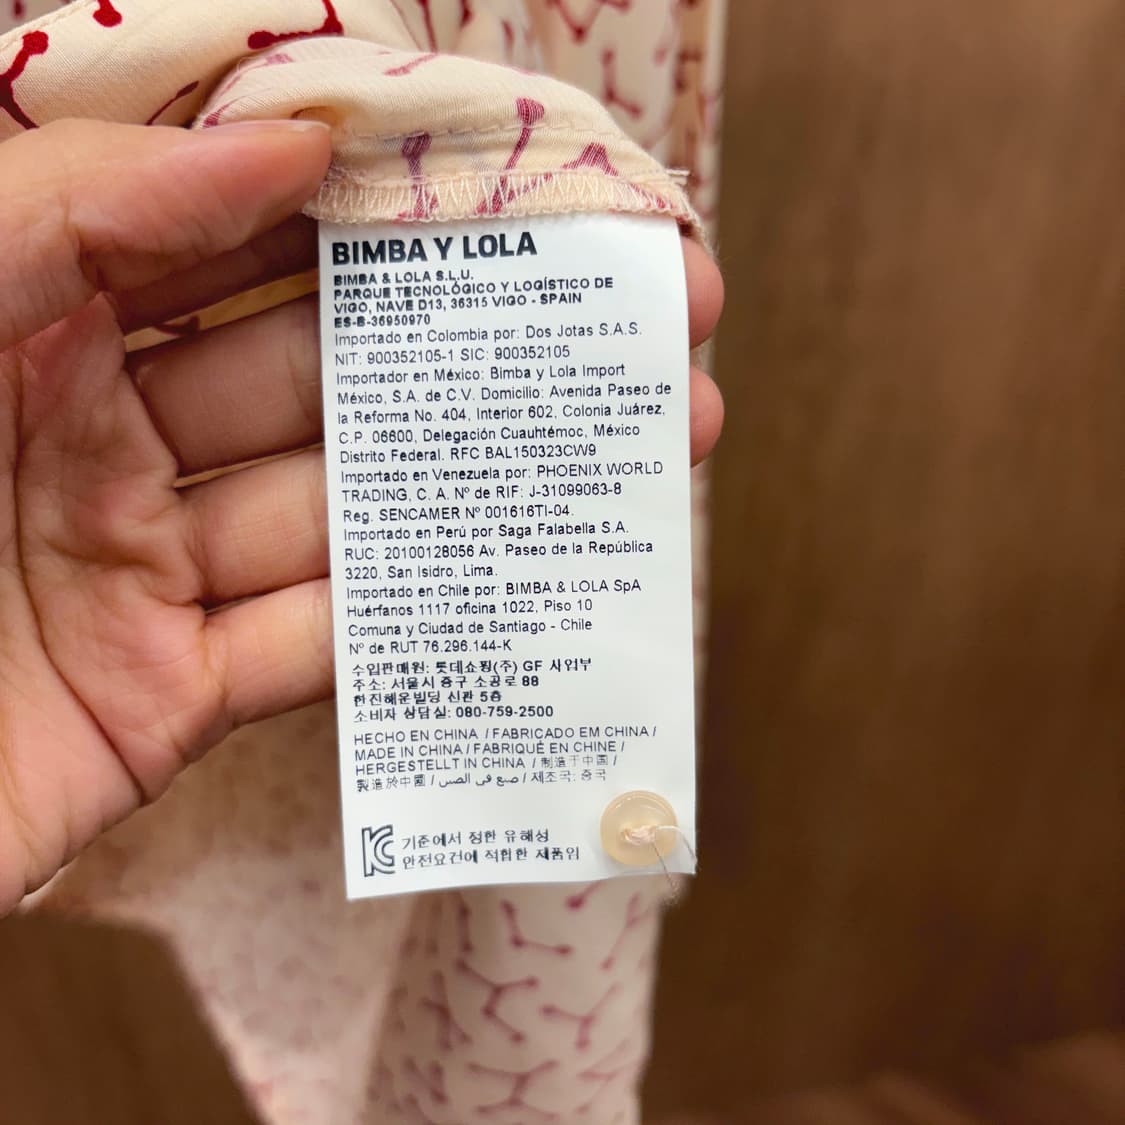 BIMBA Y LOLA
BIMBA & LOLA S.L.U.
PARQUE TECNOLÓGICO Y LOGÍSTICO DE
VIGO, NAVE D13, 36315 VIGO - SPAIN
ES-B-36950970
Importado en Colombia por: Dos Jotas S.A.S.
NIT: 900352105-1 SIC: 900352105
Importador en México: Bimba y Lola Import
México, S.A. de C.V. Domicilio: Avenida Paseo de
la Reforma No. 404, Interior 602, Colonia Juárez,
C.P. 06600, Delegación Cuauhtémoc, México
Distrito Federal. RFC BAL150323CW9
Importado en Venezuela por: PHOENIX WORLD
TRADING, C. A. Nº de RIF: J-31099063-8
Reg. SENCAMER Nº 001616TI-04.
Importado en Perú por Saga Falabella S.A.
RUC: 20100128056 Av. Paseo de la República
3220, San Isidro, Lima.
Importado en Chile por: BIMBA & LOLA SpA
Huérfanos 1117 oficina 1022, Piso 10
Comuna y Ciudad de Santiago - Chile
Nº de RUT 76.296.144-K
수입판매원: 롯데쇼핑(주) GF 사업부
주소: 서울시 중구 소공로 88
한진해운빌딩 신관 5층
소비자 상담실: 080-759-2500
HECHO EN CHINA / FABRICADO EM CHINA /
MADE IN CHINA / FABRIQUÉ EN CHINE /
HERGESTELLT IN CHINA / 制造于中国 /
製造於中國 / صنع في الصين / 제조국: 중국
KC 기준에서 정한 유해성
안전요건에 적합한 제품임